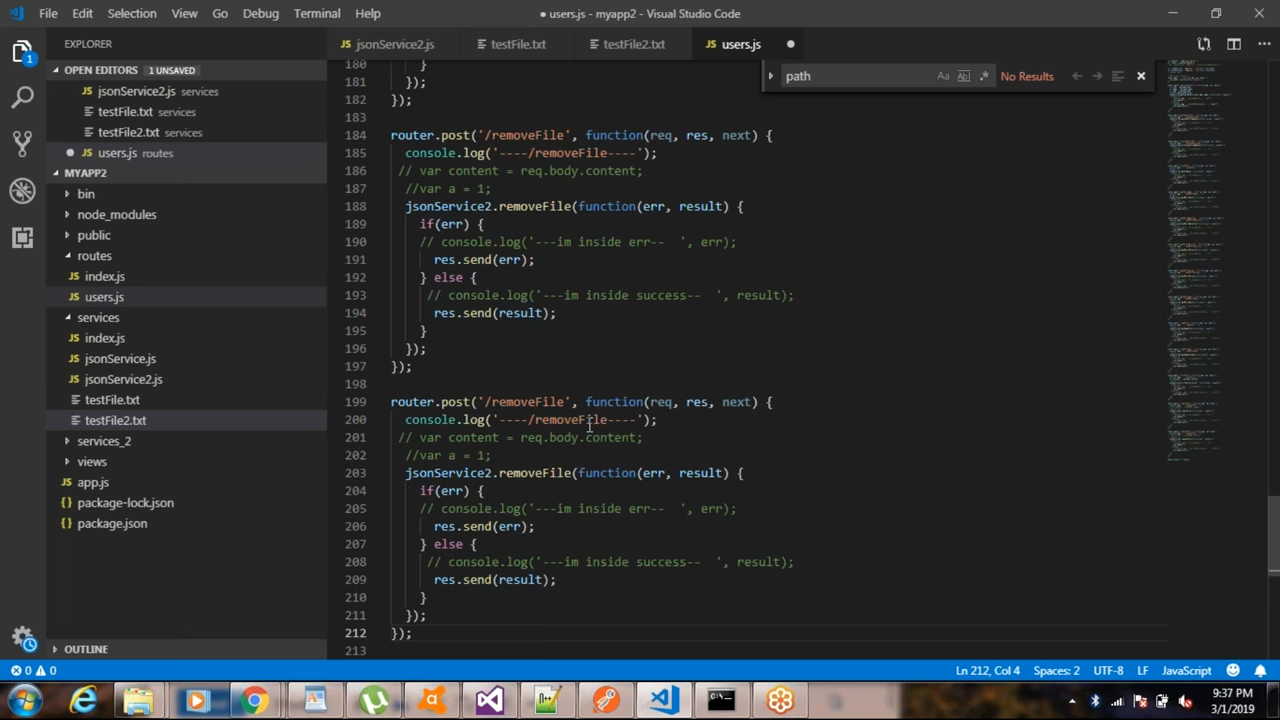 File Edit Selection View Go Debug Terminal Help
● users.js - myapp2 - Visual Studio Code
EXPLORER
OPEN EDITORS 1 UNSAVED
jsonService2.js services
testFile.txt services
testFile2.txt services
● users.js routes
MYAPP2
bin
node_modules
public
routes
index.js
users.js
services
index.js
jsonService.js
jsonService2.js
testFile.txt
testFile2.txt
services_2
views
app.js
package-lock.json
package.json
OUTLINE
jsonService2.js testFile.txt testFile2.txt users.js ●
path Aa Abl .* No Results
180 }
181 });
182 });
183
184 router.post('/removeFile', function(req, res, next) {
185 console.log('----/removeFile----');
186 // var content = req.body.content;
187 //var a = 1;
188 jsonService2.removeFile(function(err, result) {
189 if(err) {
190 // console.log('---im inside err-- ', err);
191 res.send(err);
192 } else {
193 // console.log('---im inside success-- ', result);
194 res.send(result);
195 }
196 });
197 });
198
199 router.post('/removeFile', function(req, res, next) {
200 console.log('----/removeFile----');
201 // var content = req.body.content;
202 //var a = 1;
203 jsonService2.removeFile(function(err, result) {
204 if(err) {
205 // console.log('---im inside err-- ', err);
206 res.send(err);
207 } else {
208 // console.log('---im inside success-- ', result);
209 res.send(result);
210 }
211 });
212 });
213
0 0 Ln 212, Col 4 Spaces: 2 UTF-8 LF JavaScript
9:37 PM
3/1/2019